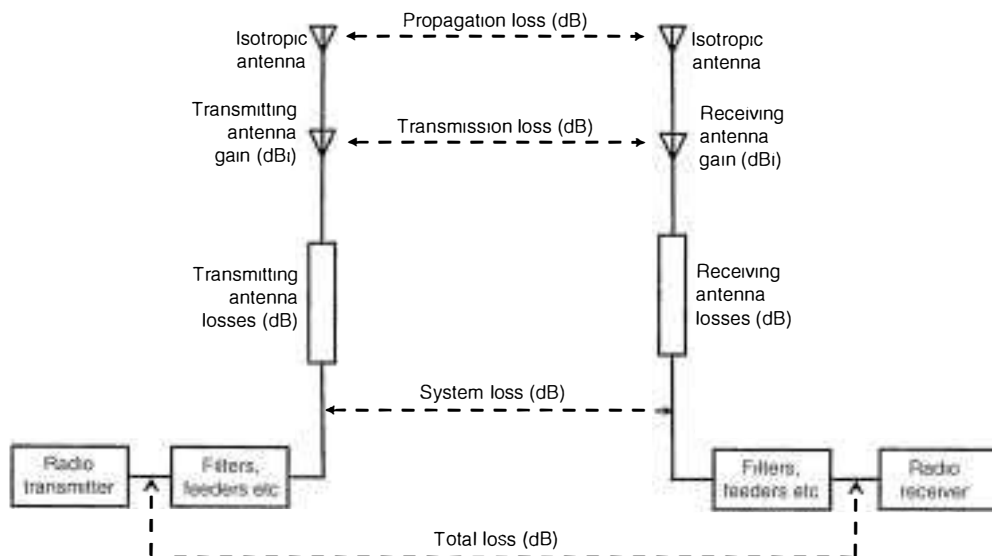 Propagation loss (dB)
Isotropic
antenna
Isotropic
antenna
Transmitting
antenna
gain (dBi)
Transmission loss (dB)
Receiving
antenna
gain (dBi)
Transmitting
antenna
losses (dB)
Receiving
antenna
losses (dB)
System loss (dB)
Radio
transmitter
Filters,
feeders etc
Filters,
feeders etc
Radio
receiver
Total loss (dB)